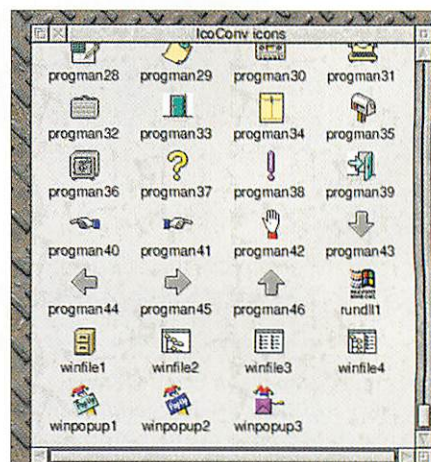 IcoConv icons
progman28 progman29 progman30 progman31
progman32 progman33 progman34 progman35
progman36 progman37 progman38 progman39
progman40 progman41 progman42 progman43
progman44 progman45 progman46 rundll1
winfile1 winfile2 winfile3 winfile4
winpopup1 winpopup2 winpopup3